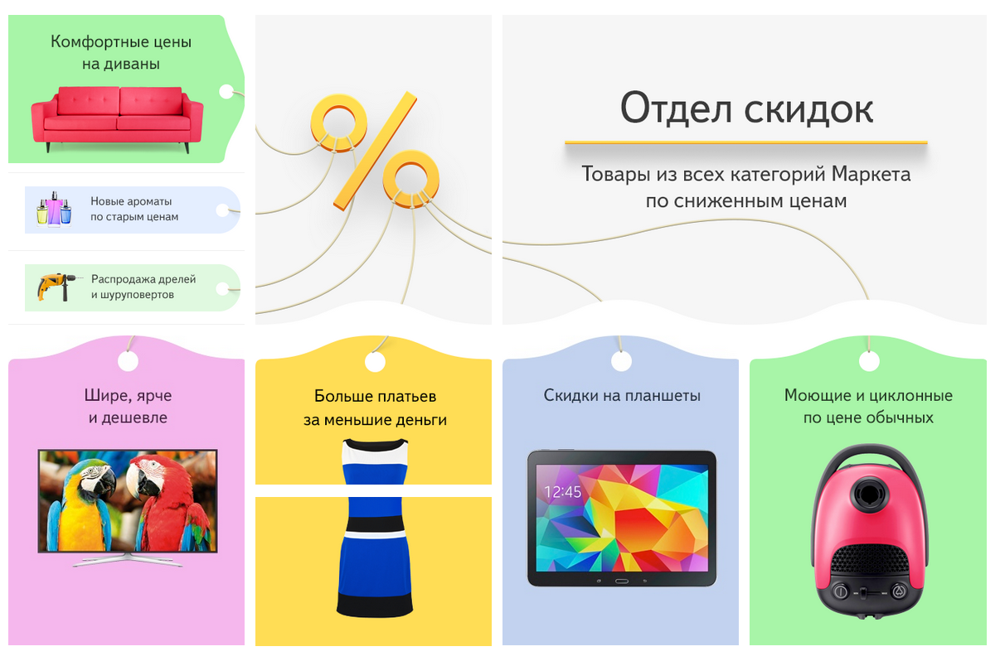 Комфортные цены
на диваны
Новые ароматы
по старым ценам
Распродажа дрелей
и шуруповертов
%
Отдел скидок
Товары из всех категорий Маркета
по сниженным ценам
Шире, ярче
и дешевле
Больше платьев
за меньшие деньги
Скидки на планшеты
12:45
Моющие и циклонные
по цене обычных